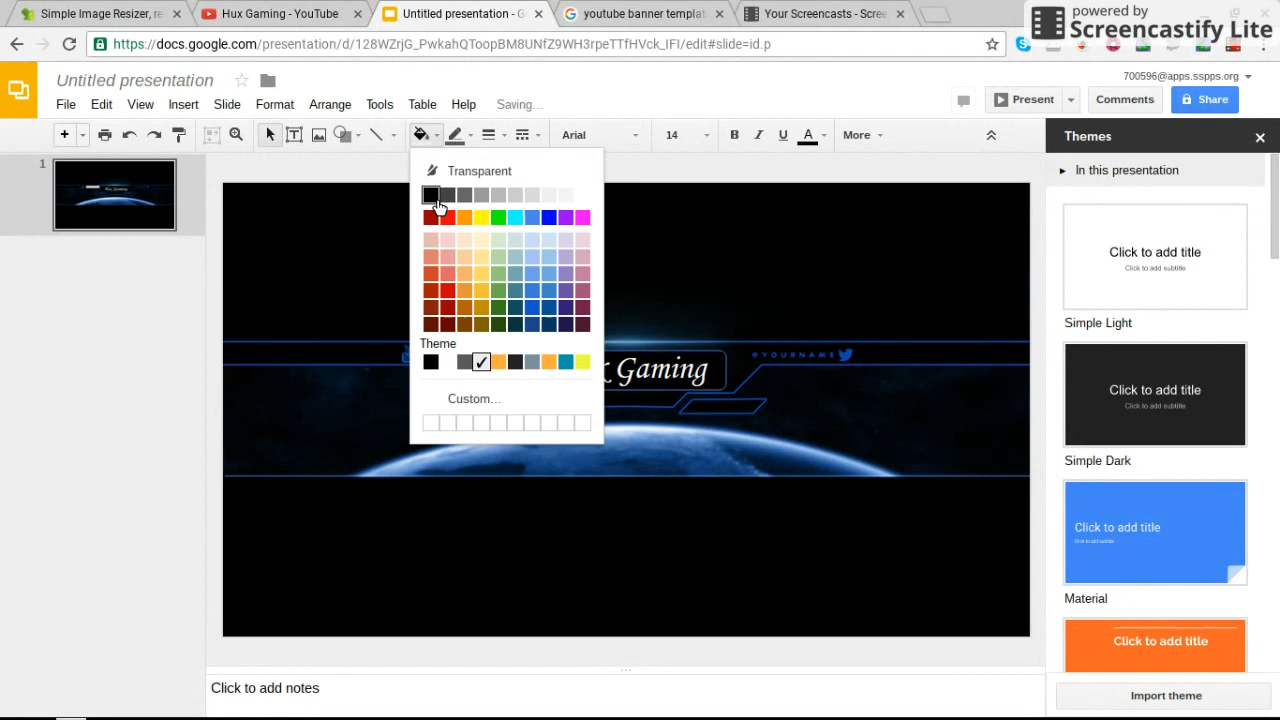 Simple Image Resizer, re
Hux Gaming - YouTube
Untitled presentation - G
youtube banner templat
Your Screencasts - Scree
powered by
Screencastify Lite
https://docs.google.com/presentation/d/128WZrjG_PwkahQToopBM8UNfZ9WH3rpeTTfHVck_IFI/edit#slide=id.p
Untitled presentation
700596@apps.sspps.org
File Edit View Insert Slide Format Arrange Tools Table Help Saving...
Present
Comments
Share
Arial 14 B I U A More
Themes
1
Transparent
In this presentation
Click to add title
Click to add subtitle
Simple Light
Theme
Custom...
Gaming
@YOURNAME
Click to add title
Click to add subtitle
Simple Dark
Click to add title
Click to add subtitle
Material
Click to add title
Click to add notes
Import theme